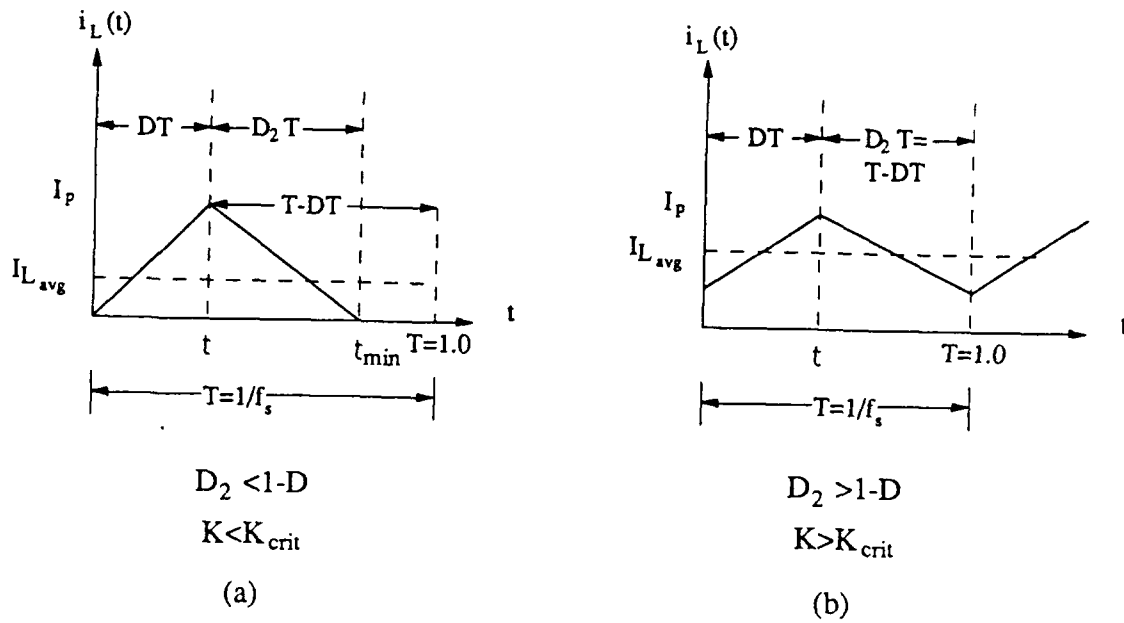 i_L(t)
DT
D_2 T
I_P
T-DT
I_L avg
t
t
t_min
T=1.0
T=1/f_s
D_2 <1-D
K<K_crit
(a)
i_L(t)
DT
D_2 T=
T-DT
I_P
I_L avg
t
t
T=1.0
T=1/f_s
D_2 >1-D
K>K_crit
(b)